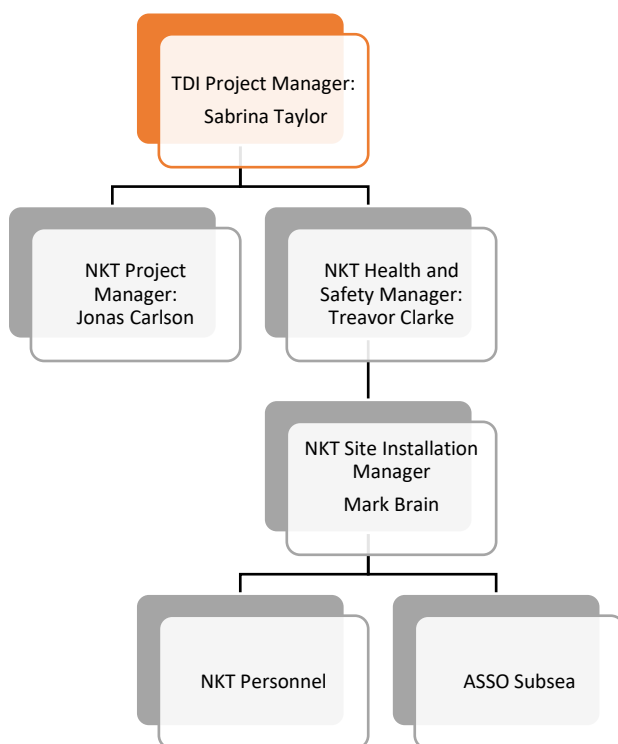 TDI Project Manager:
Sabrina Taylor
NKT Project
Manager:
Jonas Carlson
NKT Health and
Safety Manager:
Treavor Clarke
NKT Site Installation
Manager
Mark Brain
NKT Personnel
ASSO Subsea